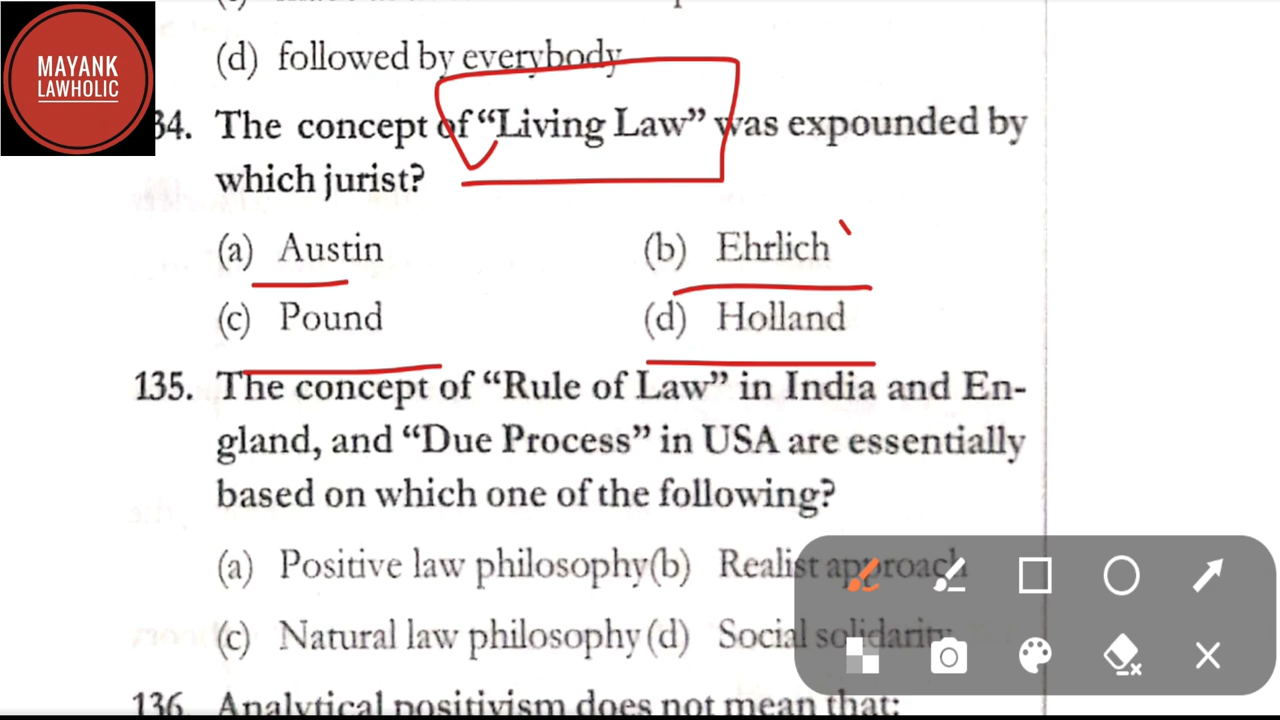 MAYANK
LAWHOLIC
(d) followed by everybody
34. The concept of "Living Law" was expounded by
which jurist?
(a) Austin (b) Ehrlich
(c) Pound (d) Holland
135. The concept of "Rule of Law" in India and En-
gland, and "Due Process" in USA are essentially
based on which one of the following?
(a) Positive law philosophy (b) Realist approach
(c) Natural law philosophy (d) Social solidarity
136. Analytical positivism does not mean that: